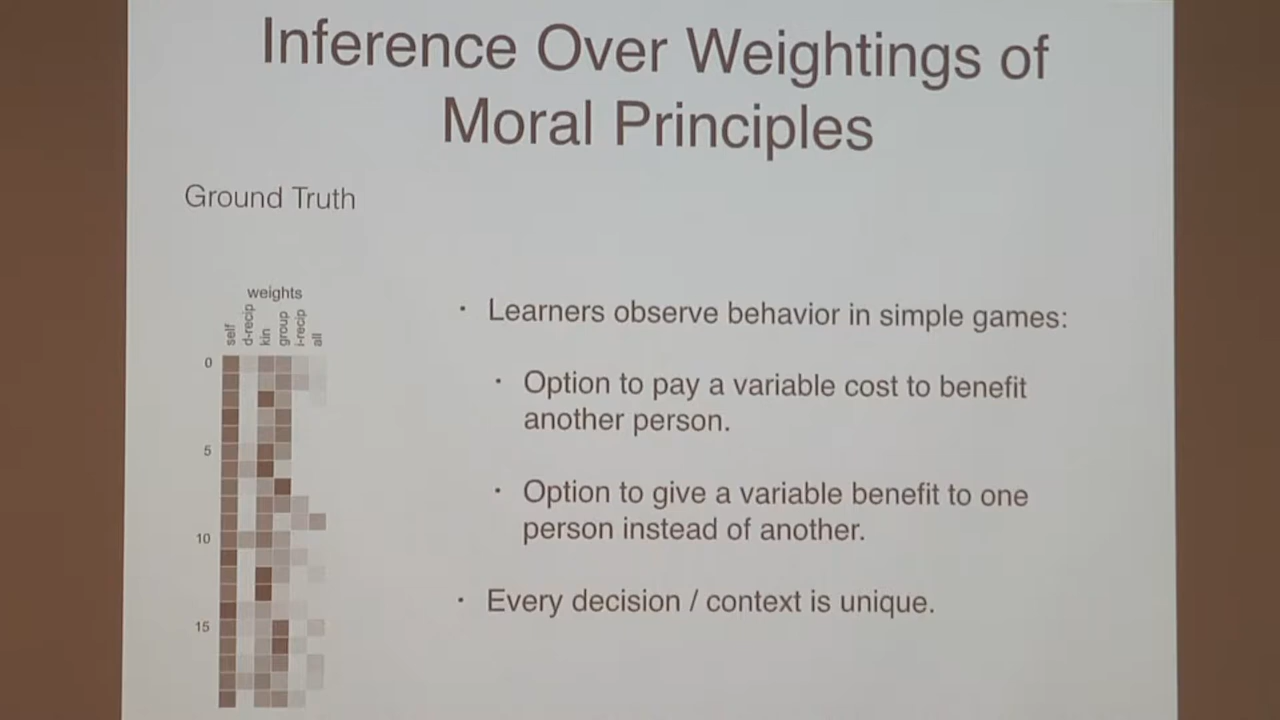 Inference Over Weightings of
Moral Principles
Ground Truth
weights
self
d-recip
kin
group
i-recip
all
0
5
10
15
· Learners observe behavior in simple games:
· Option to pay a variable cost to benefit
another person.
· Option to give a variable benefit to one
person instead of another.
· Every decision / context is unique.